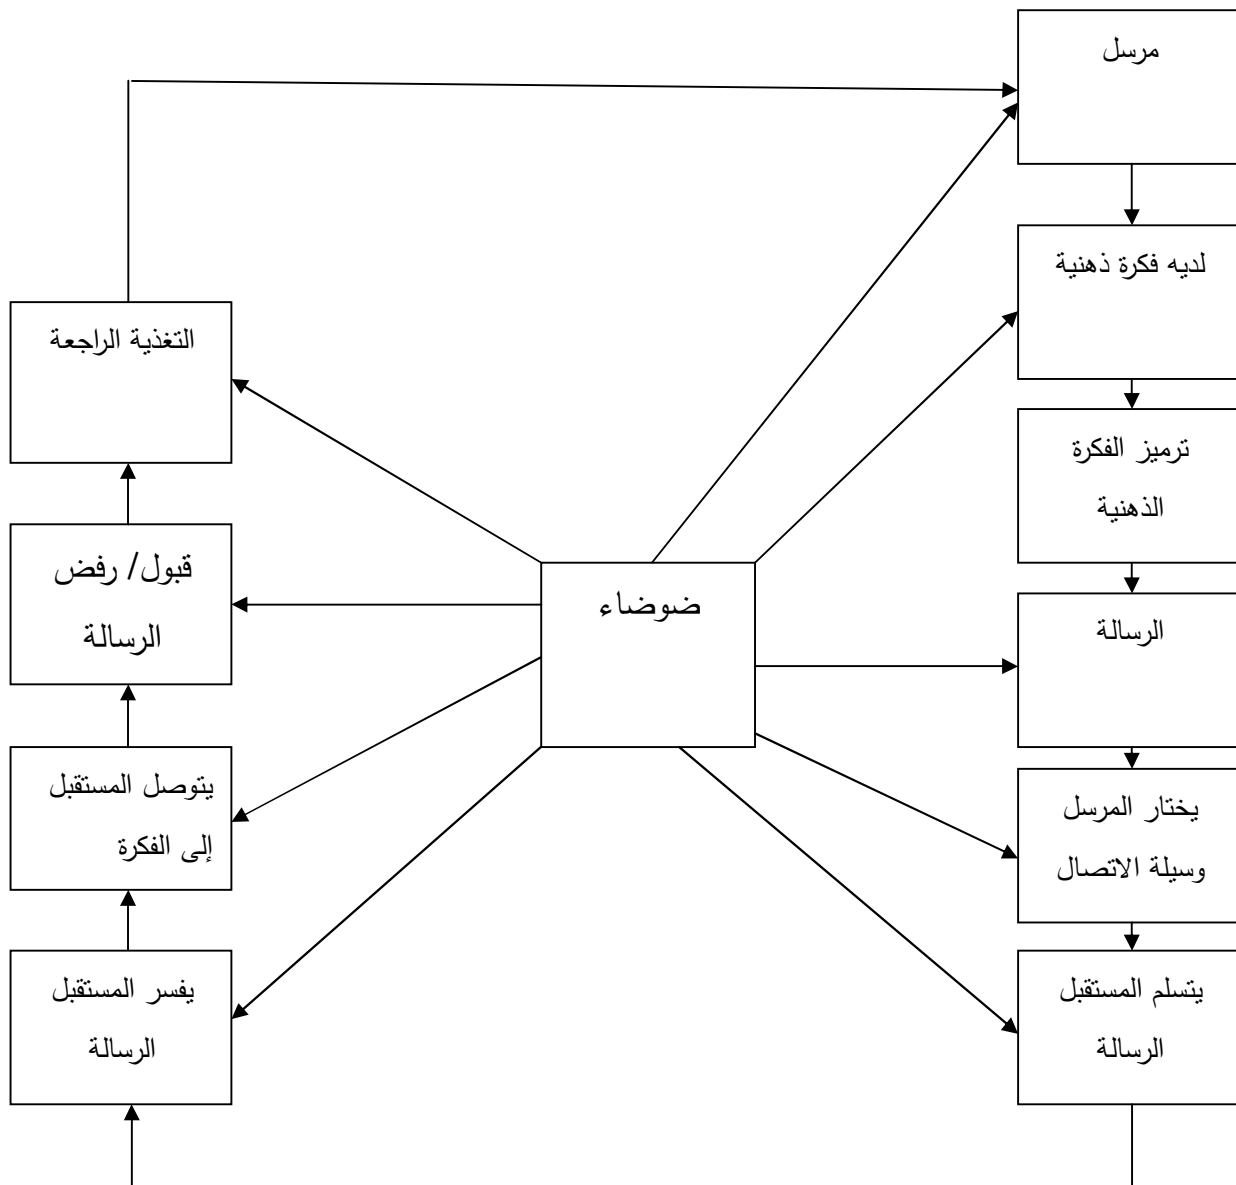 مرسل
لديه فكرة ذهنية
ترميز الفكرة
الذهنية
الرسالة
يختار المرسل
وسيلة الاتصال
يتسلم المستقبل
الرسالة
ضوضاء
التغذية الراجعة
قبول/ رفض
الرسالة
يتوصل المستقبل
إلى الفكرة
يفسر المستقبل
الرسالة